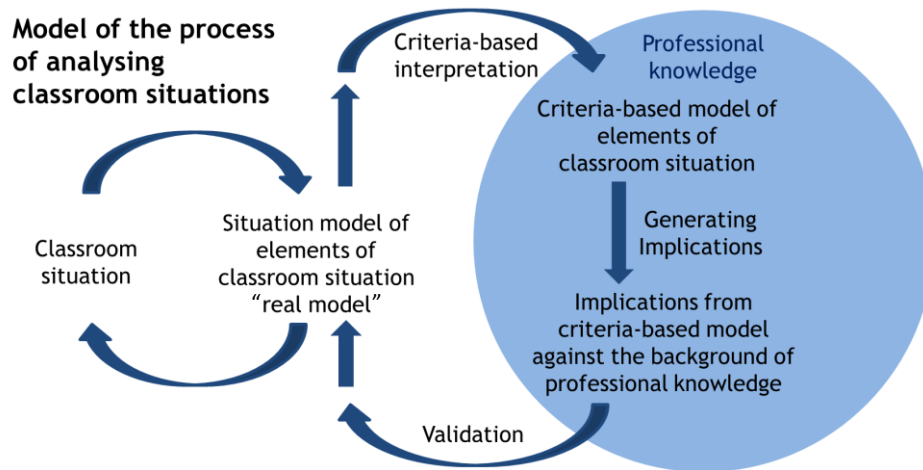 Model of the process
of analysing
classroom situations
Criteria-based
interpretation
Professional
knowledge
Criteria-based model of
elements of
classroom situation
Generating
Implications
Classroom
situation
Situation model of
elements of
classroom situation
“real model”
Implications from
criteria-based model
against the background of
professional knowledge
Validation